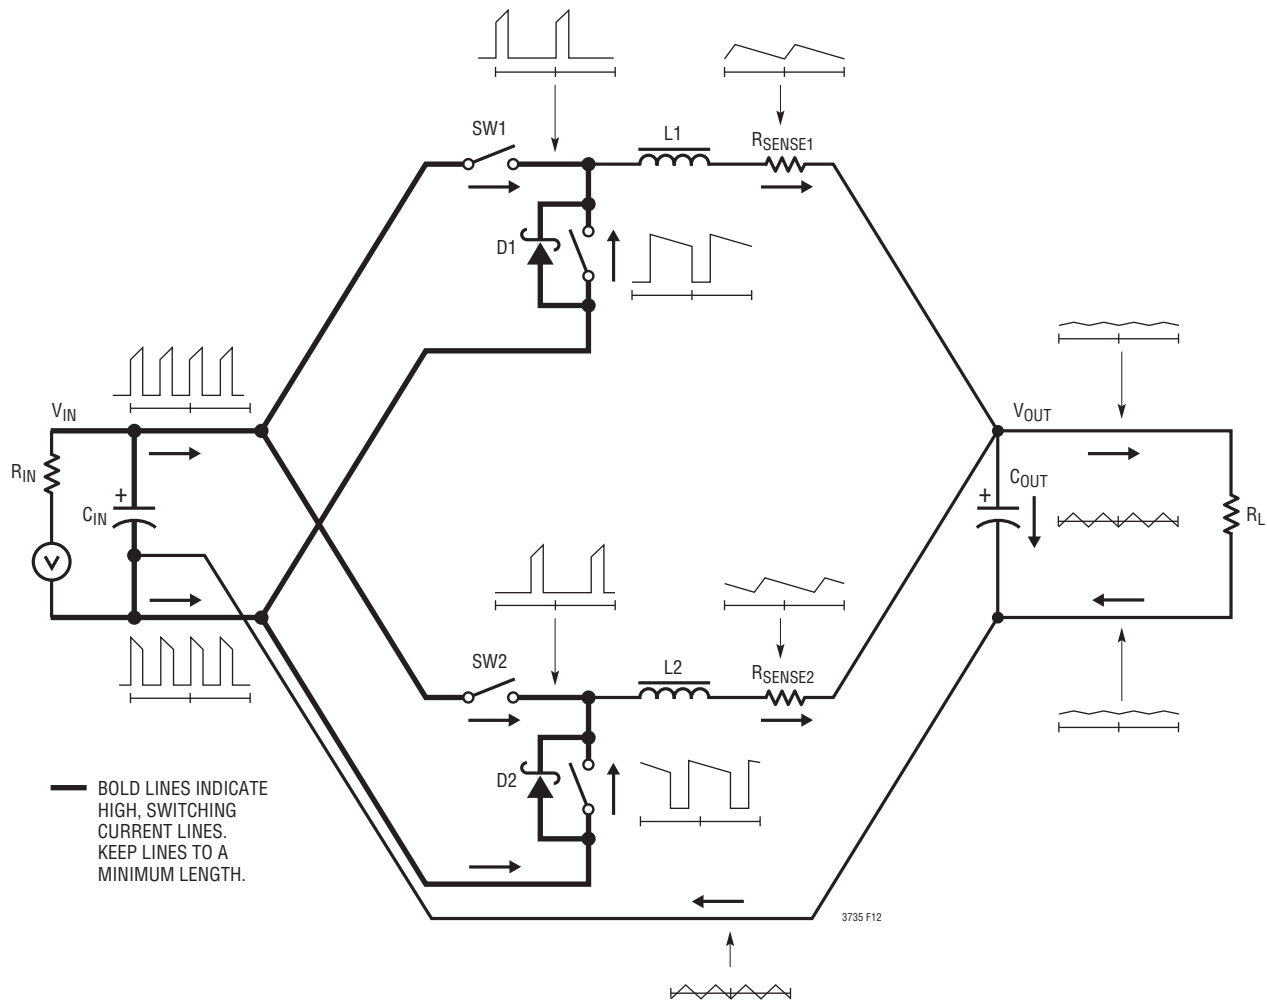 SW1
L1
RSENSE1
D1
VIN
VOUT
RIN
+
CIN
+
COUT
RL
V
SW2
L2
RSENSE2
D2
BOLD LINES INDICATE
HIGH, SWITCHING
CURRENT LINES.
KEEP LINES TO A
MINIMUM LENGTH.
3735 F12